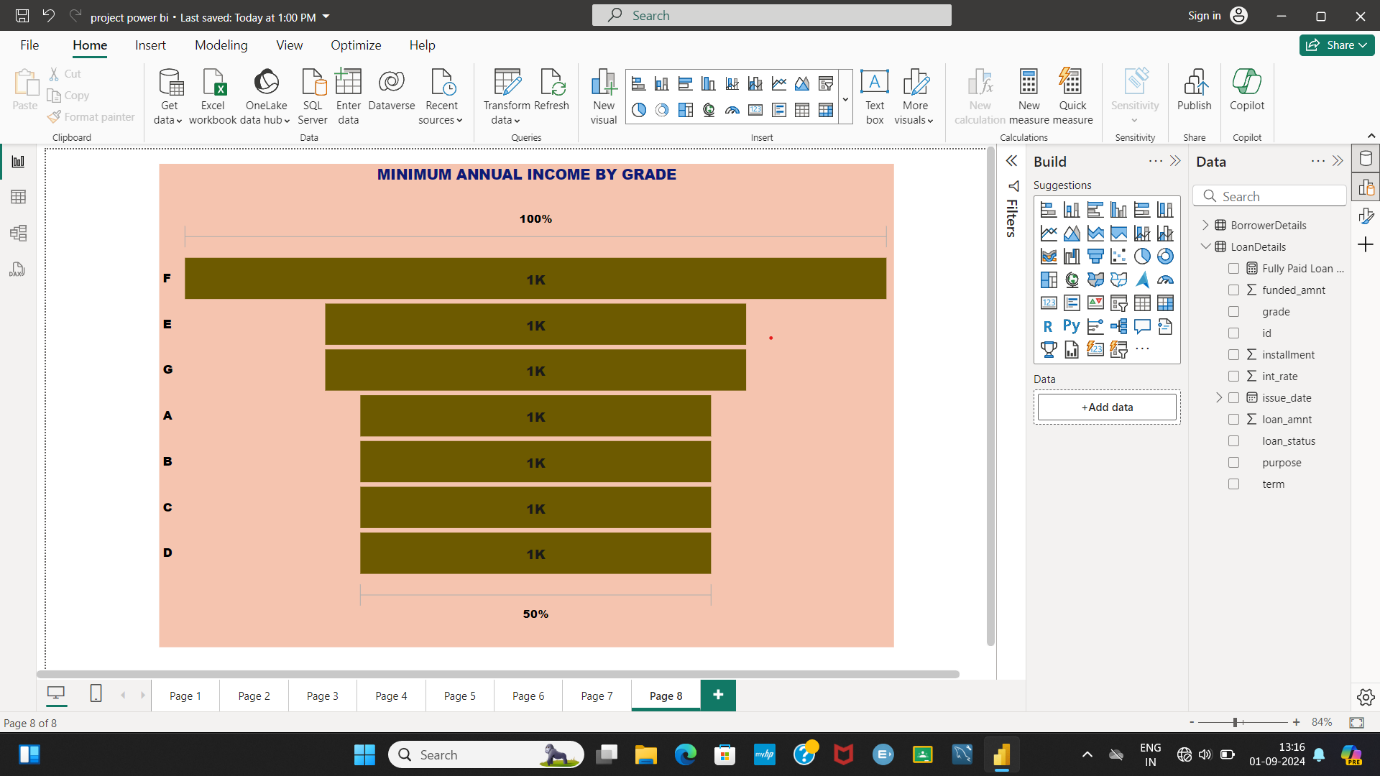 project power bi • Last saved: Today at 1:00 PM
Search
Sign in
File Home Insert Modeling View Optimize Help
Share
Paste
Cut
Copy
Format painter
Clipboard
Get data
Excel workbook
OneLake data hub
SQL Server
Enter data
Dataverse
Recent sources
Data
Transform data
Refresh
Queries
New visual
Text box
More visuals
Insert
New calculation
New measure
Quick measure
Calculations
Sensitivity
Sensitivity
Publish
Share
Copilot
Copilot
MINIMUM ANNUAL INCOME BY GRADE
100%
F 1K
E 1K
G 1K
A 1K
B 1K
C 1K
D 1K
50%
Filters
Build
Suggestions
R Py
Data
+Add data
Data
Search
BorrowerDetails
LoanDetails
Fully Paid Loan ...
funded_amnt
grade
id
installment
int_rate
issue_date
loan_amnt
loan_status
purpose
term
Page 1 Page 2 Page 3 Page 4 Page 5 Page 6 Page 7 Page 8
Page 8 of 8
84%
Search
ENG
IN
13:16
01-09-2024